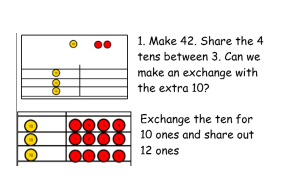 1. Make 42. Share the 4
tens between 3. Can we
make an exchange with
the extra 10?
Exchange the ten for
10 ones and share out
12 ones